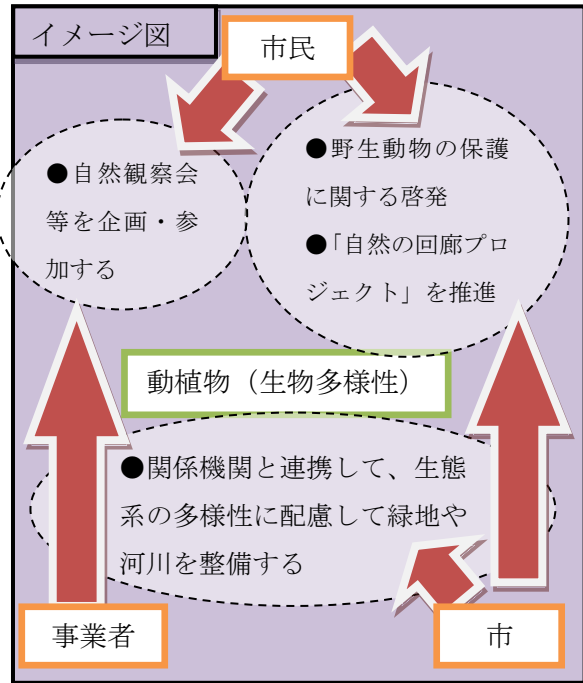 イメージ図
市民
●自然観察会
等を企画・参
加する
●野生動物の保護
に関する啓発
●「自然の回廊プロ
ジェクト」を推進
動植物（生物多様性）
●関係機関と連携して、生態
系の多様性に配慮して緑地や
河川を整備する
事業者
市